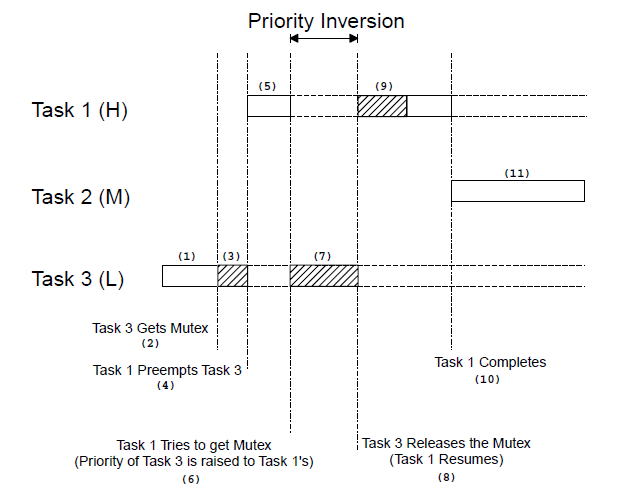 Priority Inversion
(5)
(9)
Task 1 (H)
(11)
Task 2 (M)
(1)
(3)
(7)
Task 3 (L)
Task 3 Gets Mutex
(2)
Task 1 Preempts Task 3
(4)
Task 1 Completes
(10)
Task 1 Tries to get Mutex
(Priority of Task 3 is raised to Task 1's)
(6)
Task 3 Releases the Mutex
(Task 1 Resumes)
(8)